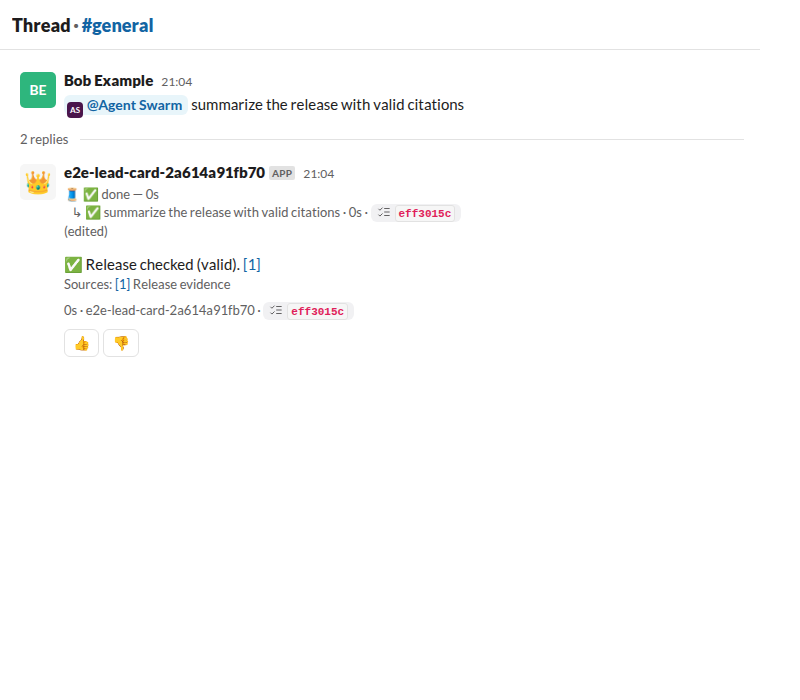 Thread • #general
BE Bob Example 21:04
AS @Agent Swarm summarize the release with valid citations
2 replies
e2e-lead-card-2a614a91fb70 APP 21:04
🧵 ✅ done — 0s
↳ ✅ summarize the release with valid citations · 0s · eff3015c
(edited)
✅ Release checked (valid). [1]
Sources: [1] Release evidence
0s · e2e-lead-card-2a614a91fb70 · eff3015c
👍 👎